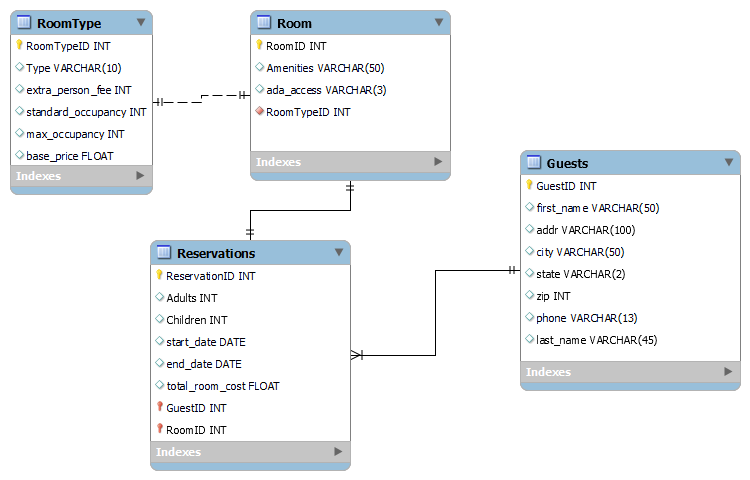 RoomType
RoomTypeID INT
Type VARCHAR(10)
extra_person_fee INT
standard_occupancy INT
max_occupancy INT
base_price FLOAT
Indexes
Room
RoomID INT
Amenities VARCHAR(50)
ada_access VARCHAR(3)
RoomTypeID INT
Indexes
Guests
GuestID INT
first_name VARCHAR(50)
addr VARCHAR(100)
city VARCHAR(50)
state VARCHAR(2)
zip INT
phone VARCHAR(13)
last_name VARCHAR(45)
Indexes
Reservations
ReservationID INT
Adults INT
Children INT
start_date DATE
end_date DATE
total_room_cost FLOAT
GuestID INT
RoomID INT
Indexes